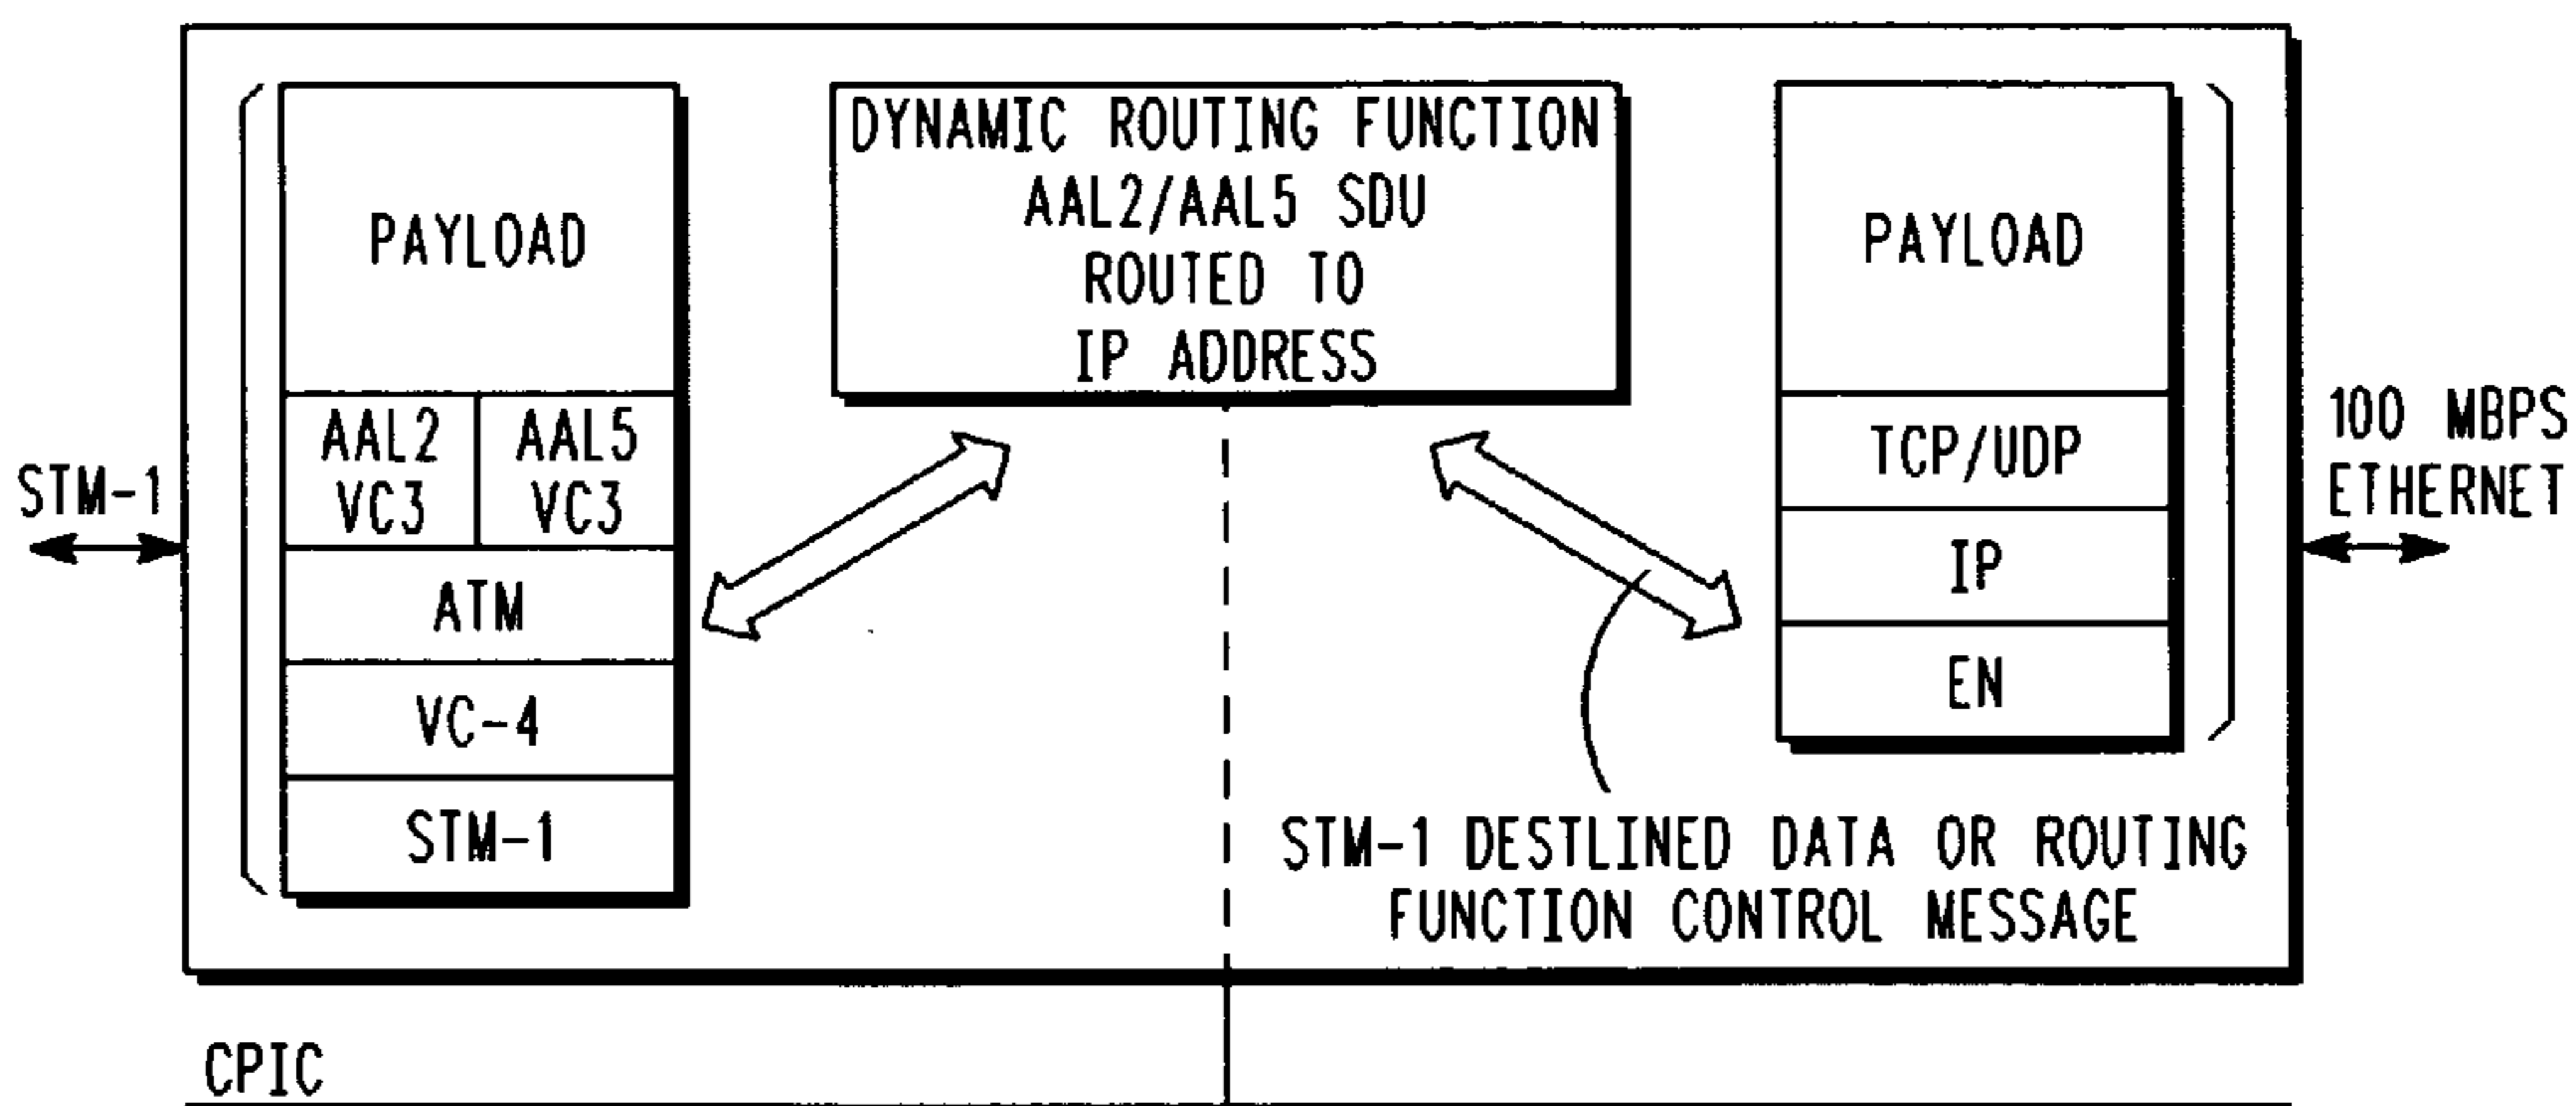 STM-1
PAYLOAD
AAL2
VC3
AAL5
VC3
ATM
VC-4
STM-1
DYNAMIC ROUTING FUNCTION
AAL2/AAL5 SDU
ROUTED TO
IP ADDRESS
PAYLOAD
TCP/UDP
IP
EN
100 MBPS
ETHERNET
STM-1 DESTLINED DATA OR ROUTING
FUNCTION CONTROL MESSAGE
CPIC